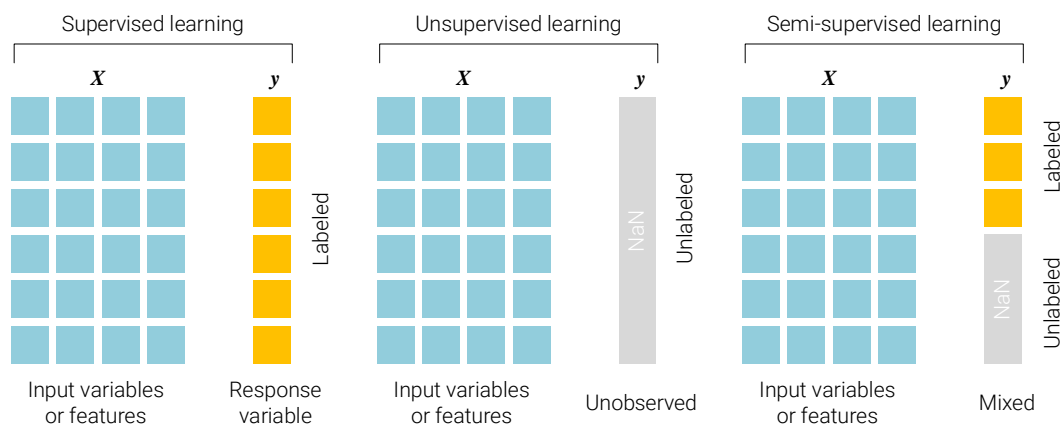 Supervised learning
X
y
Labeled
Input variables
or features
Response
variable
Unsupervised learning
X
y
NaN
Unlabeled
Input variables
or features
Unobserved
Semi-supervised learning
X
y
Labeled
NaN
Unlabeled
Input variables
or features
Mixed